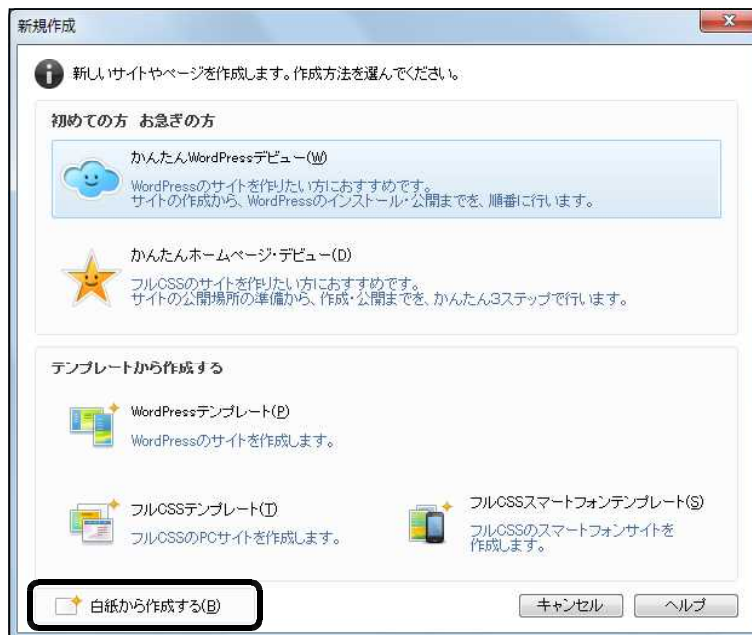 新規作成
新しいサイトやページを作成します。作成方法を選んでください。
初めての方 お急ぎの方
かんたんWordPressデビュー(W)
WordPressのサイトを作りたい方におすすめです。
サイトの作成から、WordPressのインストール・公開までを、順番に行います。
かんたんホームページ・デビュー(D)
フルCSSのサイトを作りたい方におすすめです。
サイトの公開場所の準備から、作成・公開までを、かんたん3ステップで行います。
テンプレートから作成する
WordPressテンプレート(P)
WordPressのサイトを作成します。
フルCSSテンプレート(T)
フルCSSのPCサイトを作成します。
フルCSSスマートフォンテンプレート(S)
フルCSSのスマートフォンサイトを
作成します。
白紙から作成する(B)
キャンセル
ヘルプ